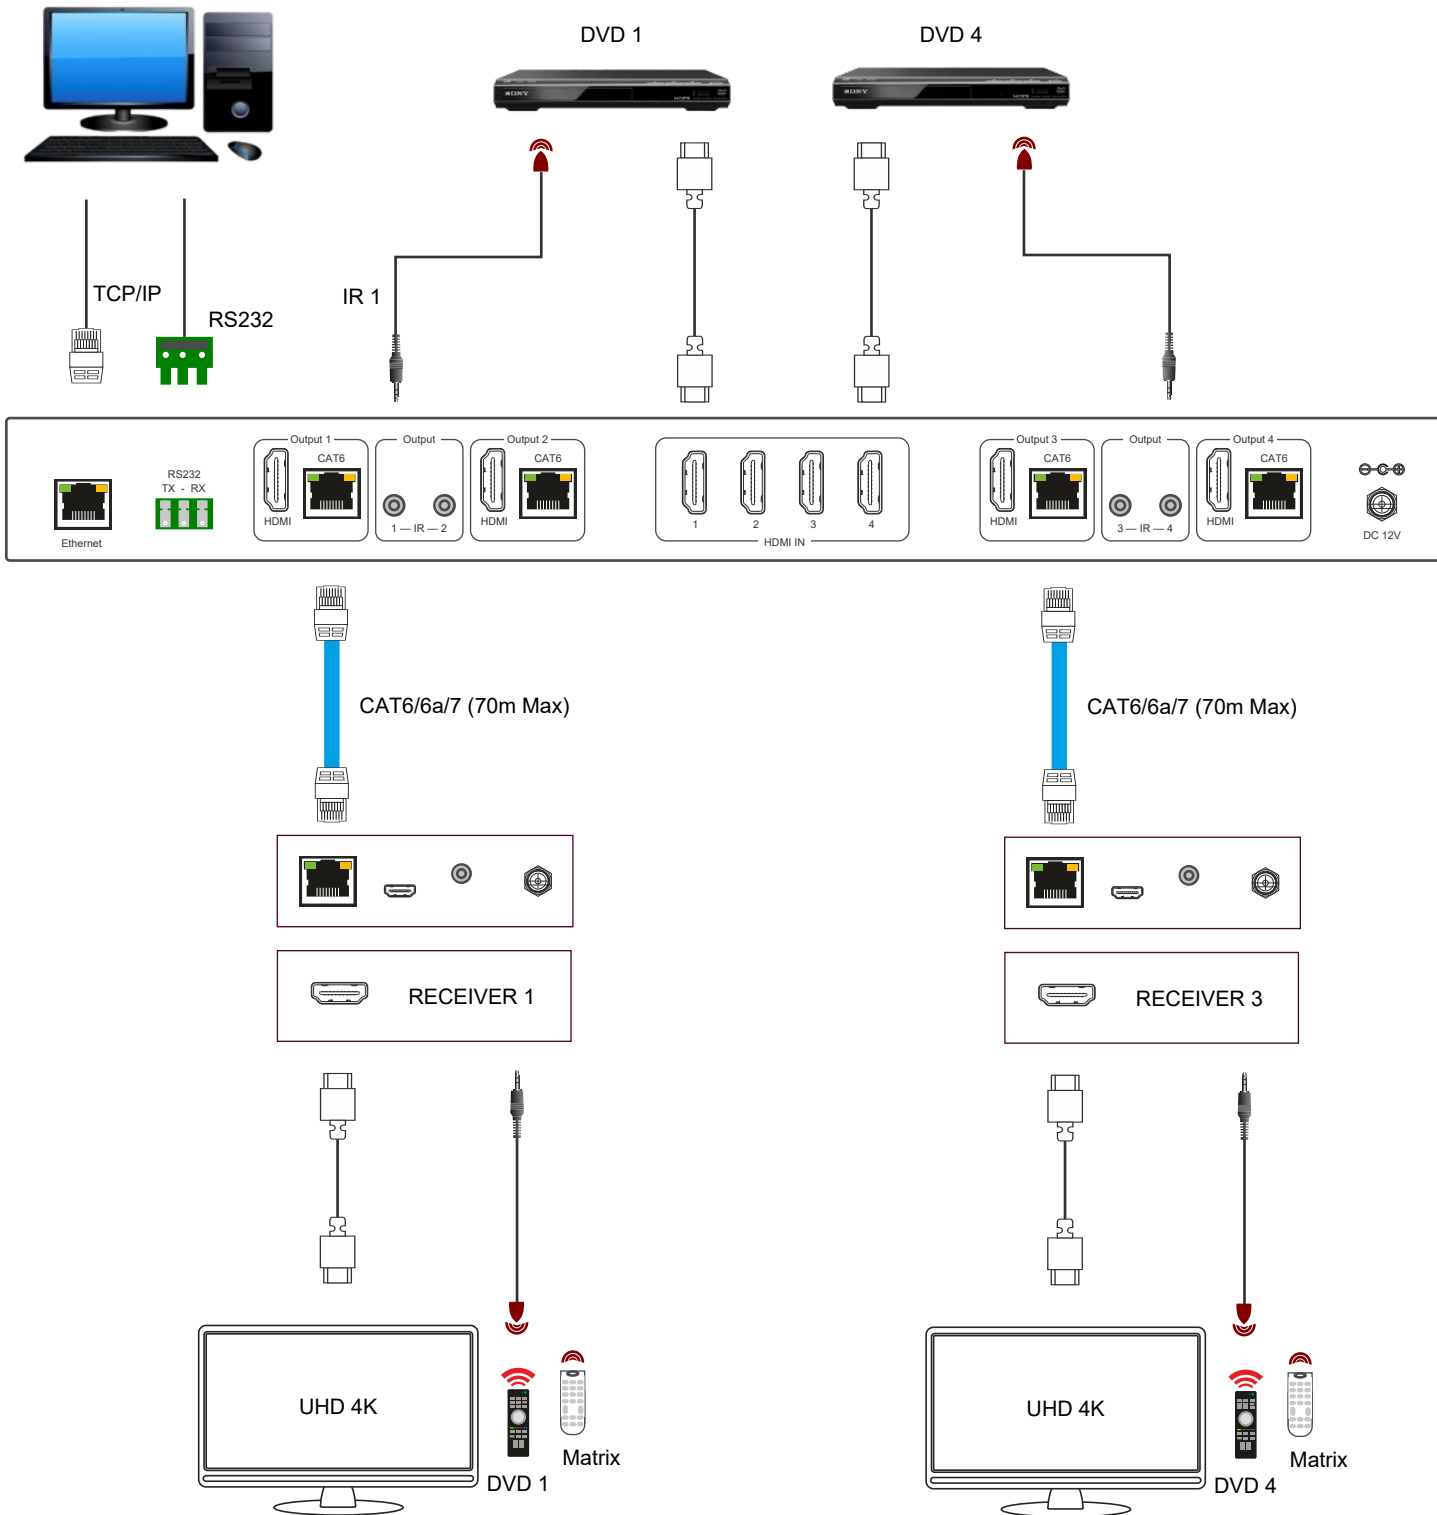 DVD 1
DVD 4
SONY
SONY
TCP/IP
RS232
IR 1
Output 1
CAT6
HDMI
Output
1 — IR — 2
Output 2
CAT6
HDMI
1
2
3
4
HDMI IN
Output 3
CAT6
HDMI
Output
3 — IR — 4
Output 4
CAT6
HDMI
DC 12V
Ethernet
RS232
TX - RX
CAT6/6a/7 (70m Max)
CAT6/6a/7 (70m Max)
RECEIVER 1
RECEIVER 3
UHD 4K
DVD 1
Matrix
UHD 4K
DVD 4
Matrix